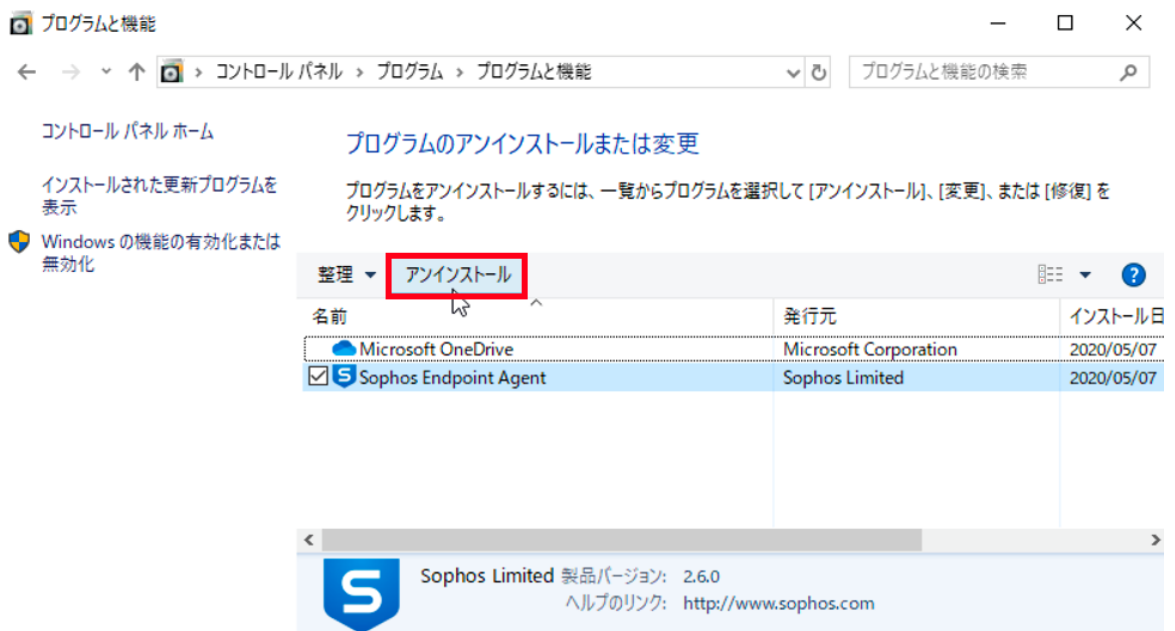 プログラムと機能
コントロール パネル > プログラム > プログラムと機能
プログラムと機能の検索
コントロール パネル ホーム
インストールされた更新プログラムを
表示
Windows の機能の有効化または
無効化
プログラムのアンインストールまたは変更
プログラムをアンインストールするには、一覧からプログラムを選択して [アンインストール]、[変更]、または [修復] を
クリックします。
整理 アンインストール
名前 発行元 インストール日
Microsoft OneDrive Microsoft Corporation 2020/05/07
Sophos Endpoint Agent Sophos Limited 2020/05/07
Sophos Limited 製品バージョン: 2.6.0
ヘルプのリンク: http://www.sophos.com